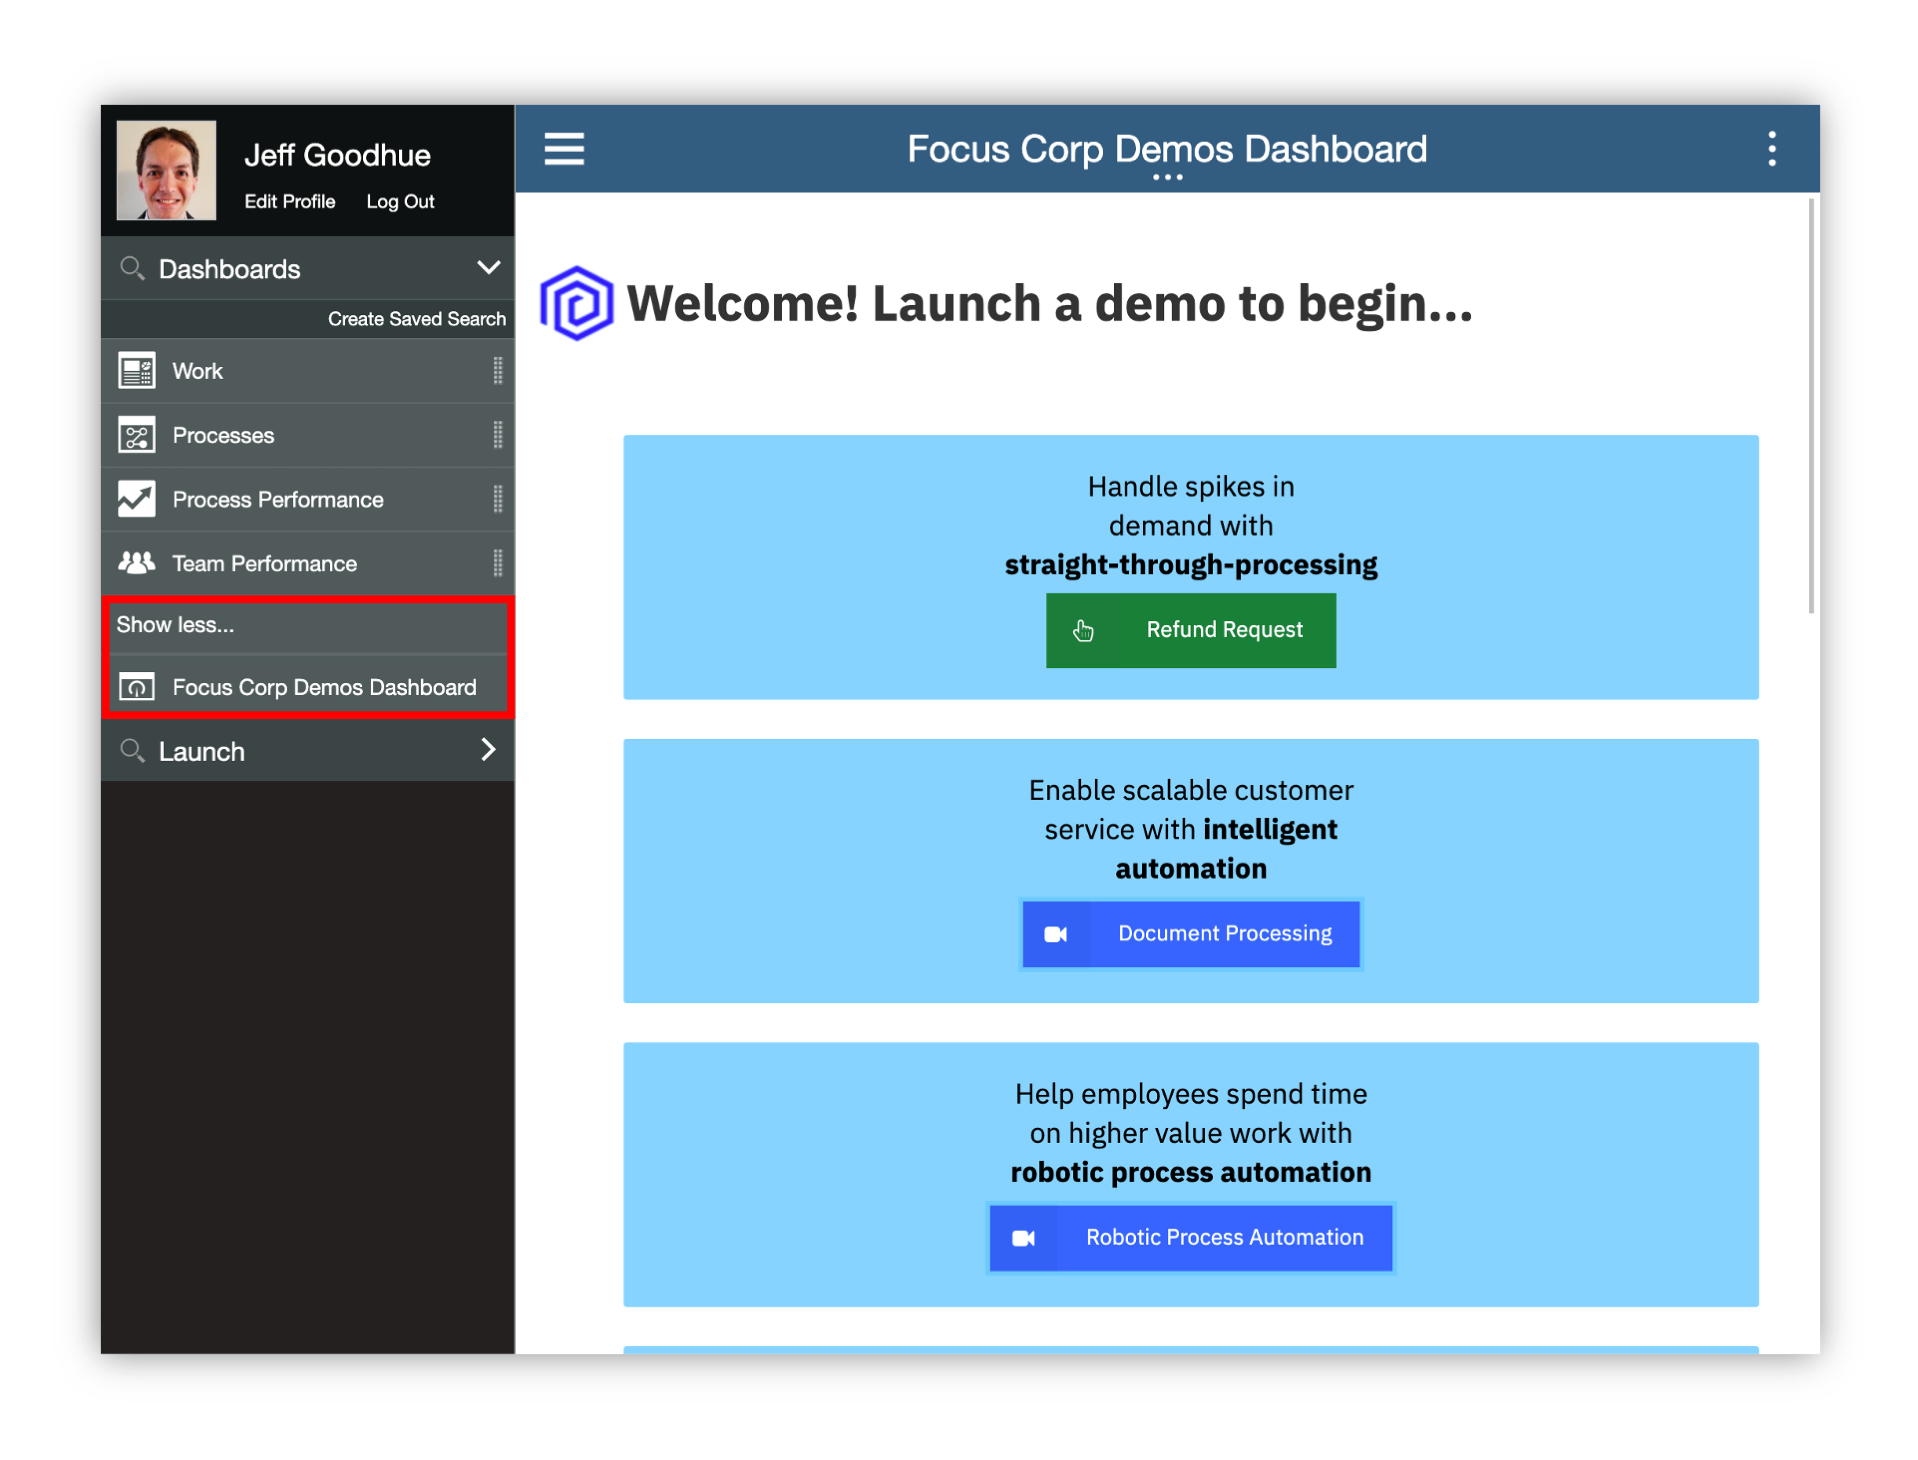 Jeff Goodhue
Edit Profile Log Out
Dashboards
Create Saved Search
Work
Processes
Process Performance
Team Performance
Show less...
Focus Corp Demos Dashboard
Launch
Focus Corp Demos Dashboard
Welcome! Launch a demo to begin...
Handle spikes in
demand with
straight-through-processing
Refund Request
Enable scalable customer
service with intelligent
automation
Document Processing
Help employees spend time
on higher value work with
robotic process automation
Robotic Process Automation